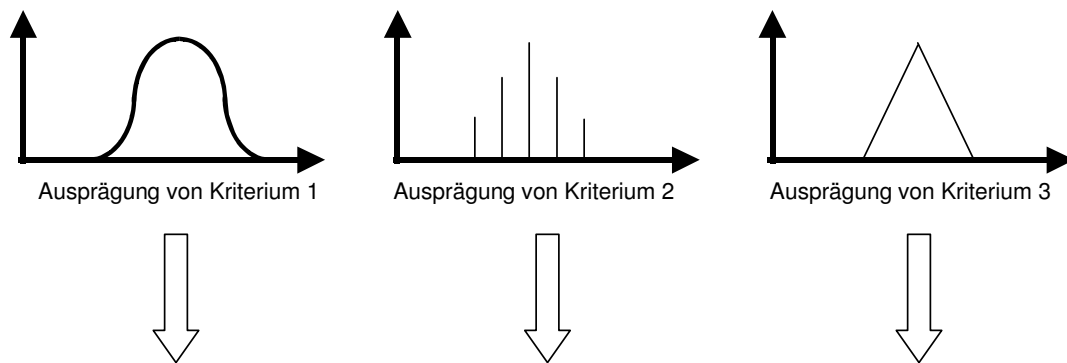 Ausprägung von Kriterium 1
Ausprägung von Kriterium 2
Ausprägung von Kriterium 3